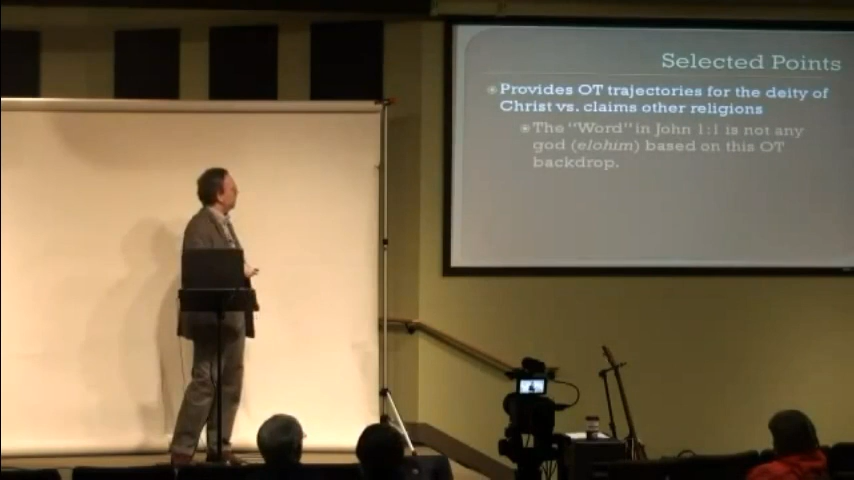 Selected Points
Provides OT trajectories for the deity of
Christ vs. claims other religions
The "Word" in John 1:1 is not any
god (elohim) based on this OT
backdrop.